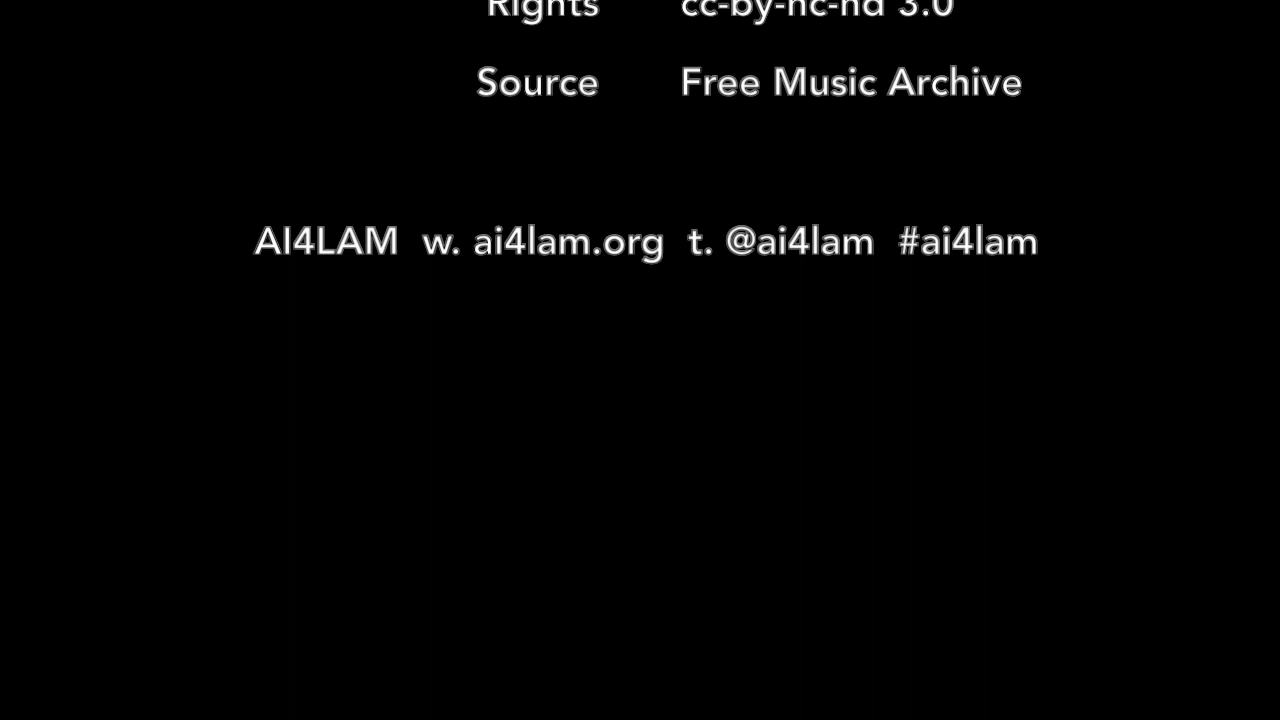 Rights cc-by-nc-nd 3.0
Source Free Music Archive
AI4LAM w. ai4lam.org t. @ai4lam #ai4lam